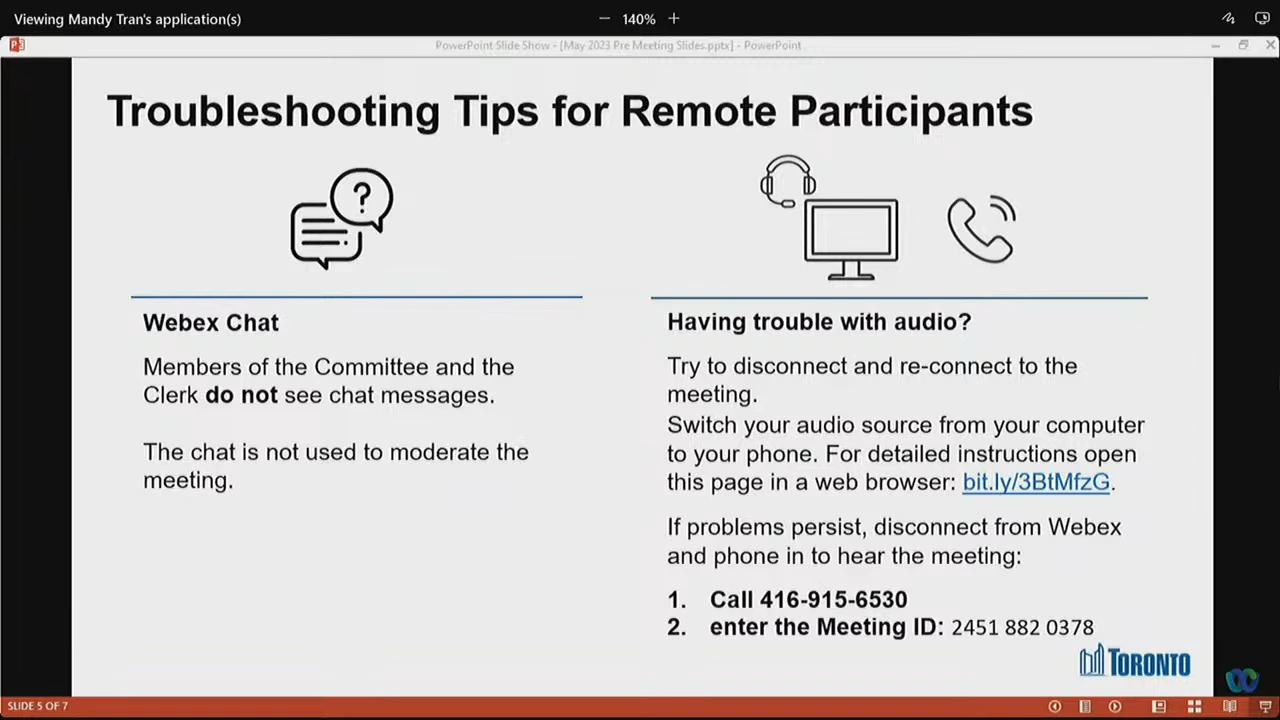 Viewing Mandy Tran's application(s)
140%
PowerPoint Slide Show - [May 2023 Pre Meeting Slides.pptx] - PowerPoint
Troubleshooting Tips for Remote Participants
?
Webex Chat
Members of the Committee and the
Clerk do not see chat messages.
The chat is not used to moderate the
meeting.
Having trouble with audio?
Try to disconnect and re-connect to the
meeting.
Switch your audio source from your computer
to your phone. For detailed instructions open
this page in a web browser: bit.ly/3BtMfzG.
If problems persist, disconnect from Webex
and phone in to hear the meeting:
1. Call 416-915-6530
2. enter the Meeting ID: 2451 882 0378
TORONTO
SLIDE 5 OF 7